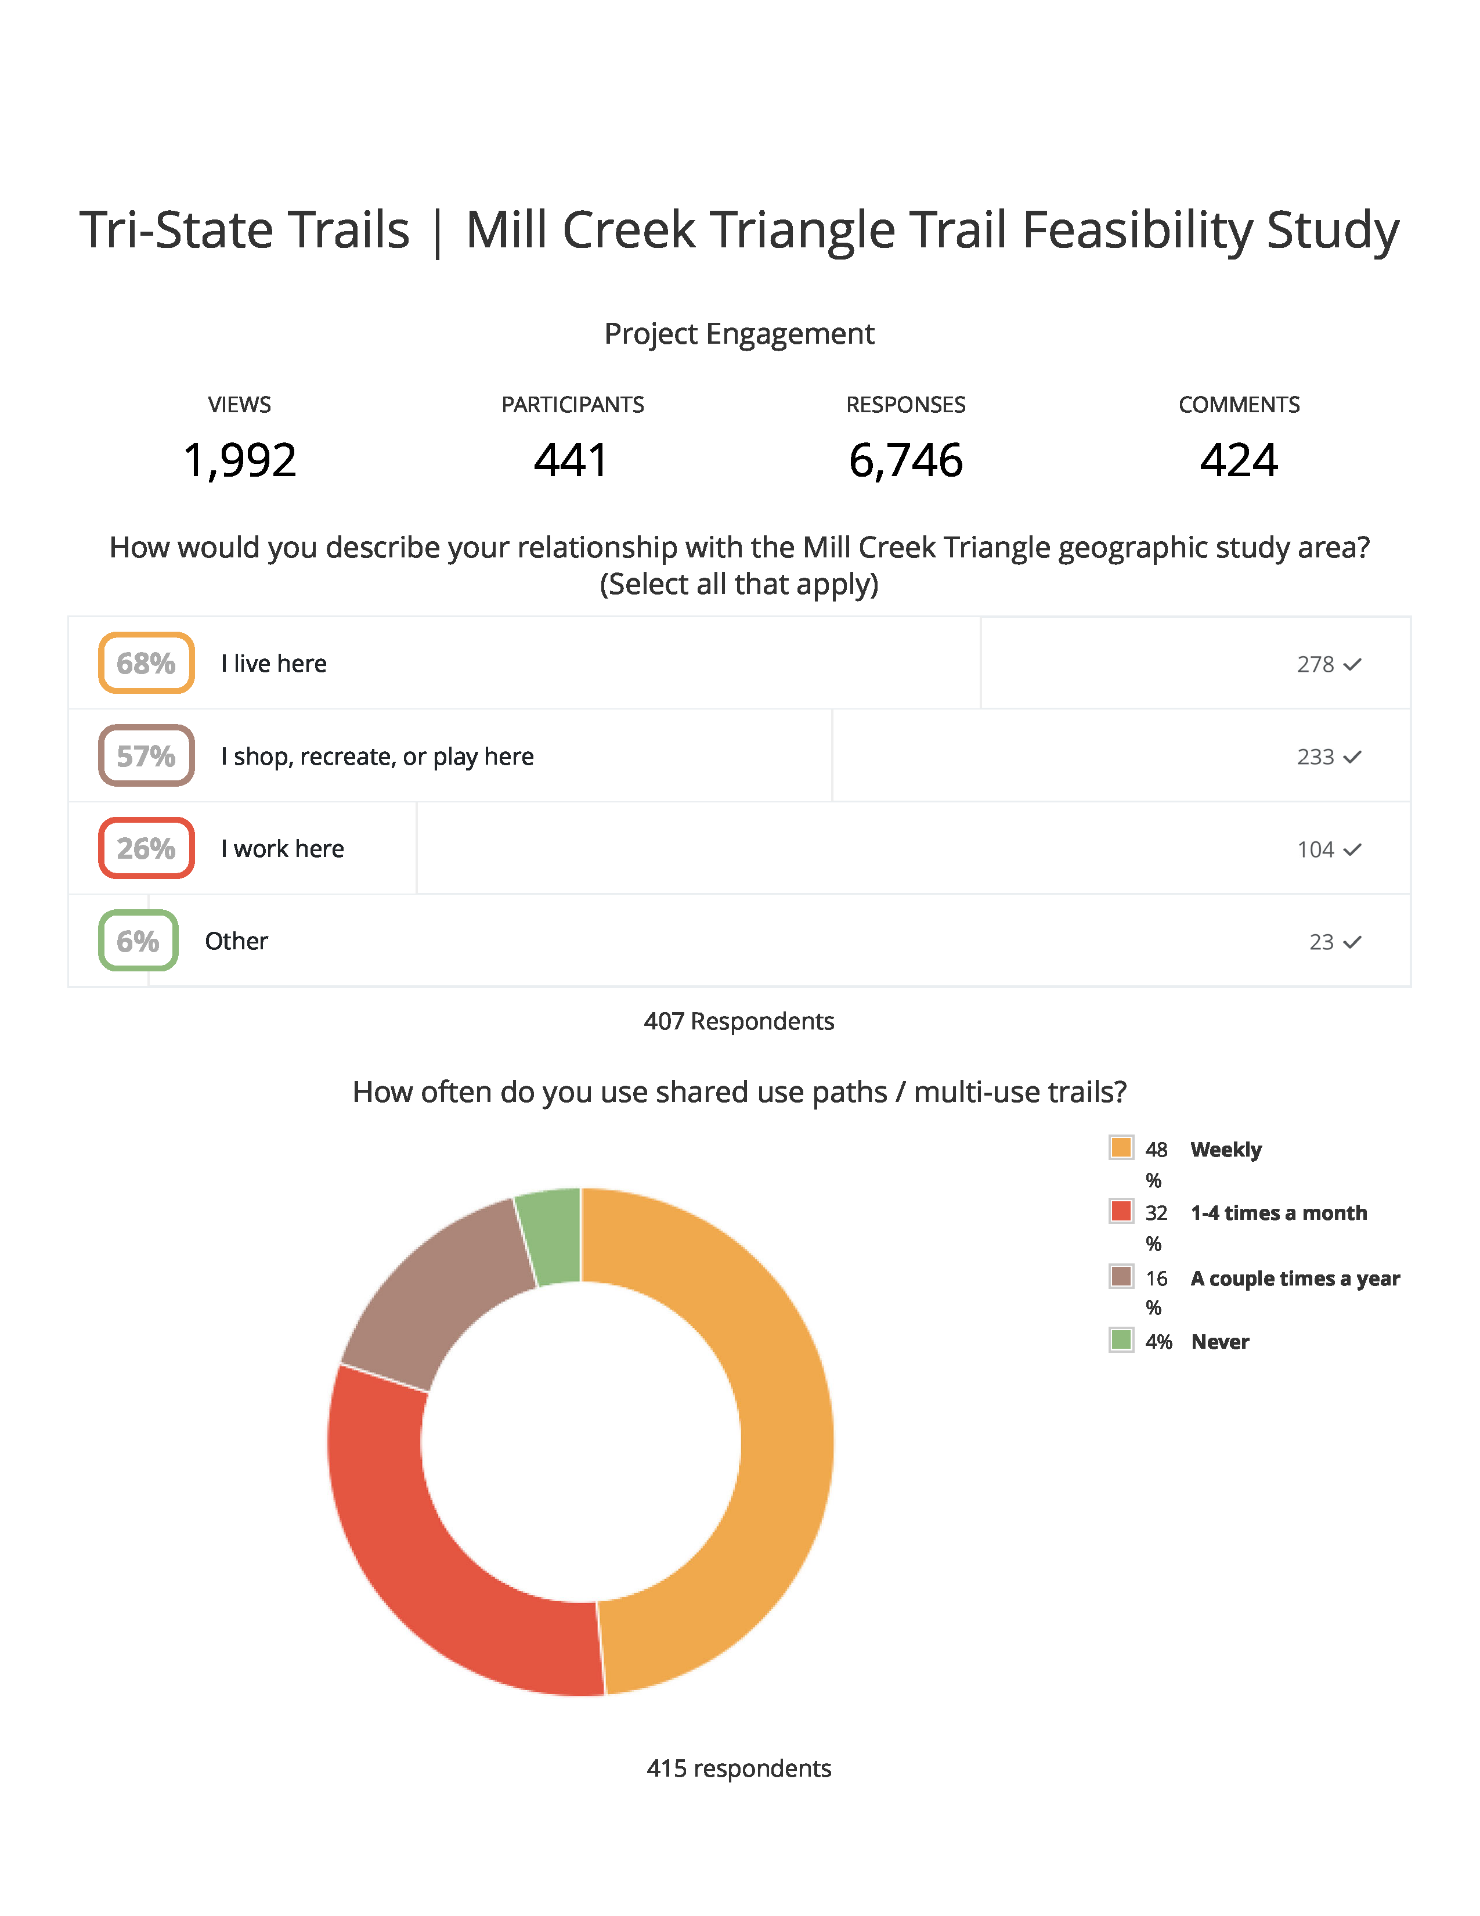 Tri-State Trails | Mill Creek Triangle Trail Feasibility Study
Project Engagement
VIEWS PARTICIPANTS RESPONSES COMMENTS
1,992 441 6,746 424
How would you describe your relationship with the Mill Creek Triangle geographic study area?
(Select all that apply)
68% I live here 278 ✓
57% I shop, recreate, or play here 233 ✓
26% I work here 104 ✓
6% Other 23 ✓
407 Respondents
How often do you use shared use paths / multi-use trails?
48 Weekly
%
32 1-4 times a month
%
16 A couple times a year
%
4% Never
415 respondents